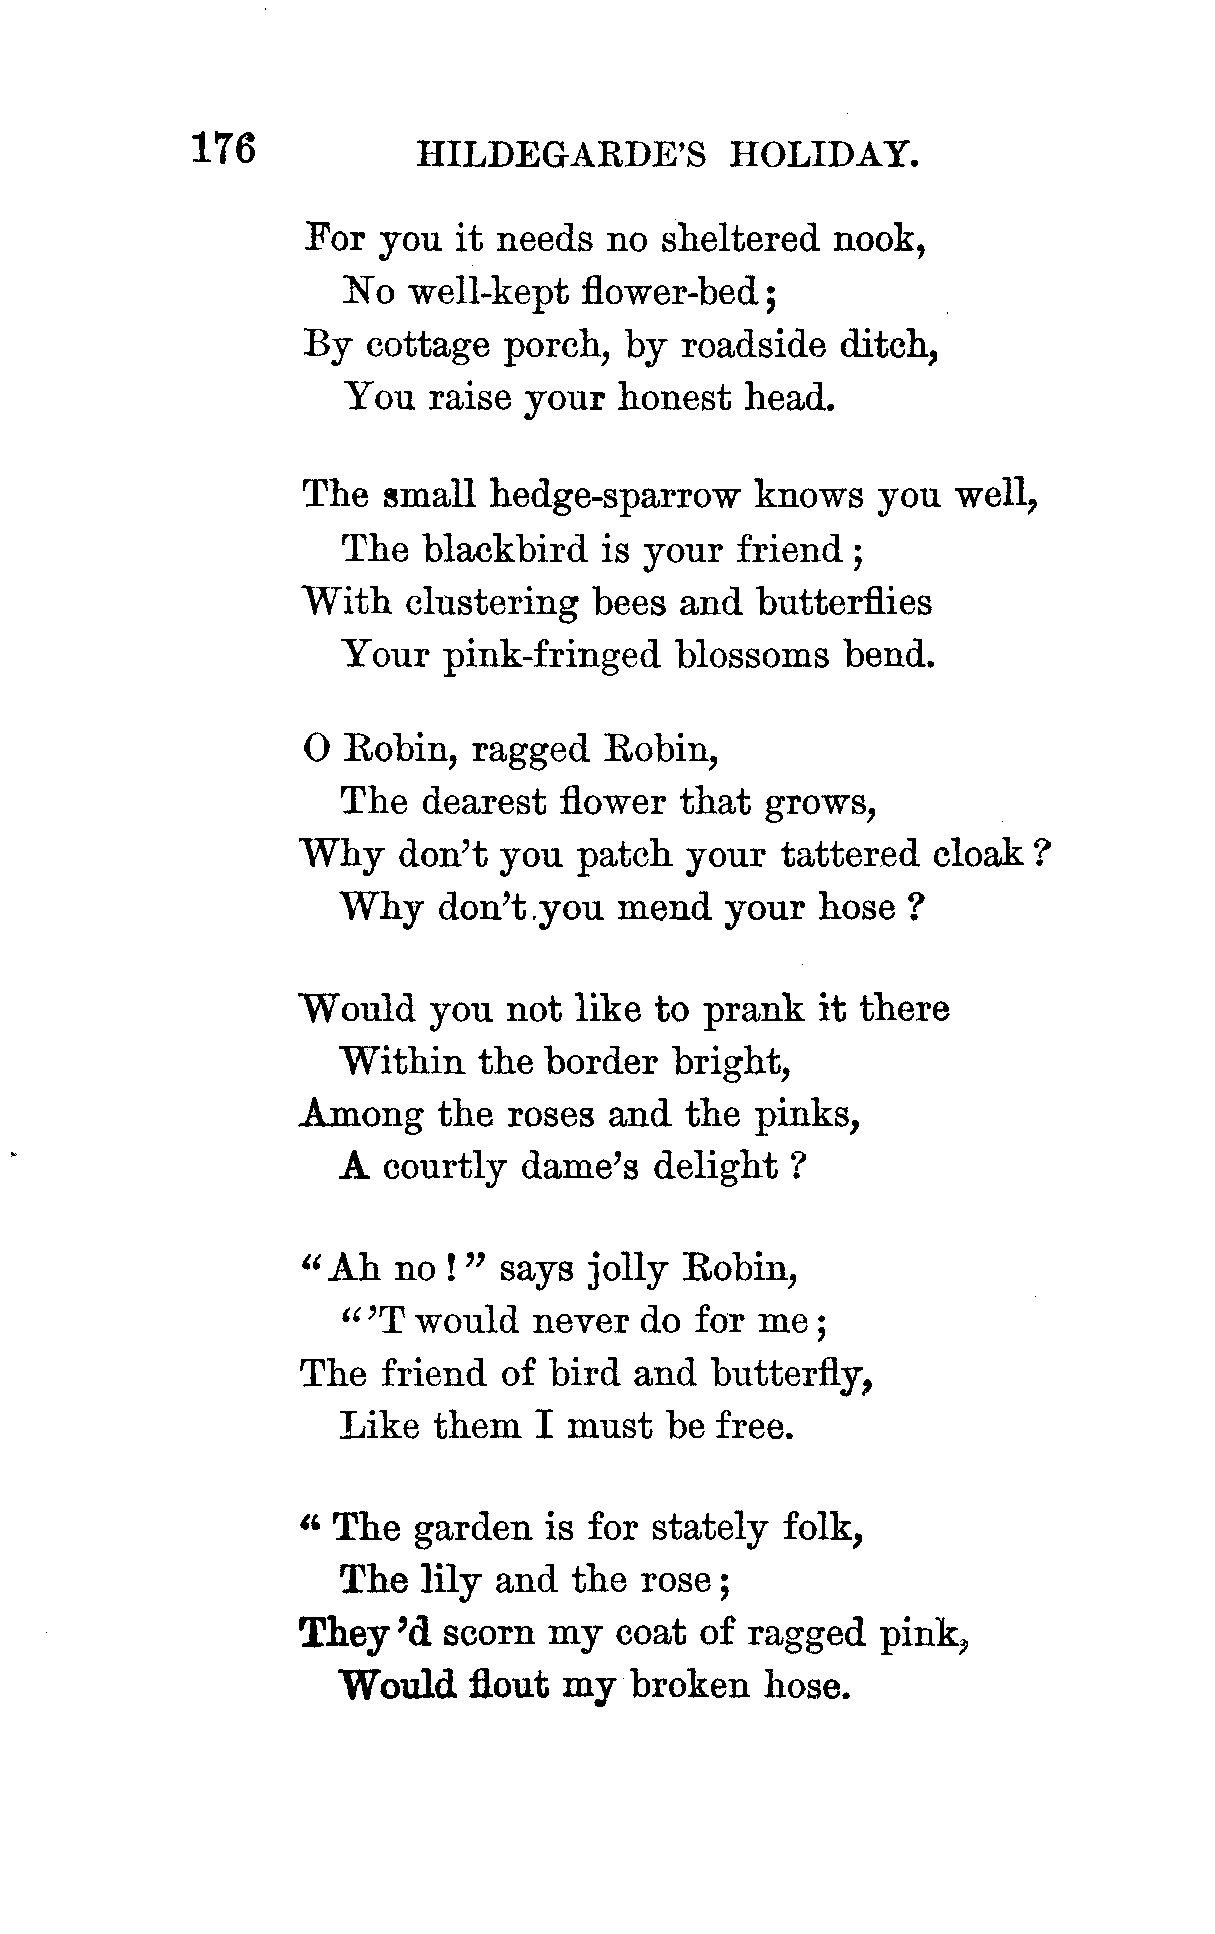 176 HILDEGARDE'S HOLIDAY.
For you it needs no sheltered nook,
No well-kept flower-bed;
By cottage porch, by roadside ditch,
You raise your honest head.
The small hedge-sparrow knows you well,
The blackbird is your friend;
With clustering bees and butterflies
Your pink-fringed blossoms bend.
O Robin, ragged Robin,
The dearest flower that grows,
Why don't you patch your tattered cloak?
Why don't you mend your hose?
Would you not like to prank it there
Within the border bright,
Among the roses and the pinks,
A courtly dame's delight?
"Ah no!" says jolly Robin,
"'T would never do for me;
The friend of bird and butterfly,
Like them I must be free.
"The garden is for stately folk,
The lily and the rose;
They 'd scorn my coat of ragged pink,
Would flout my broken hose.